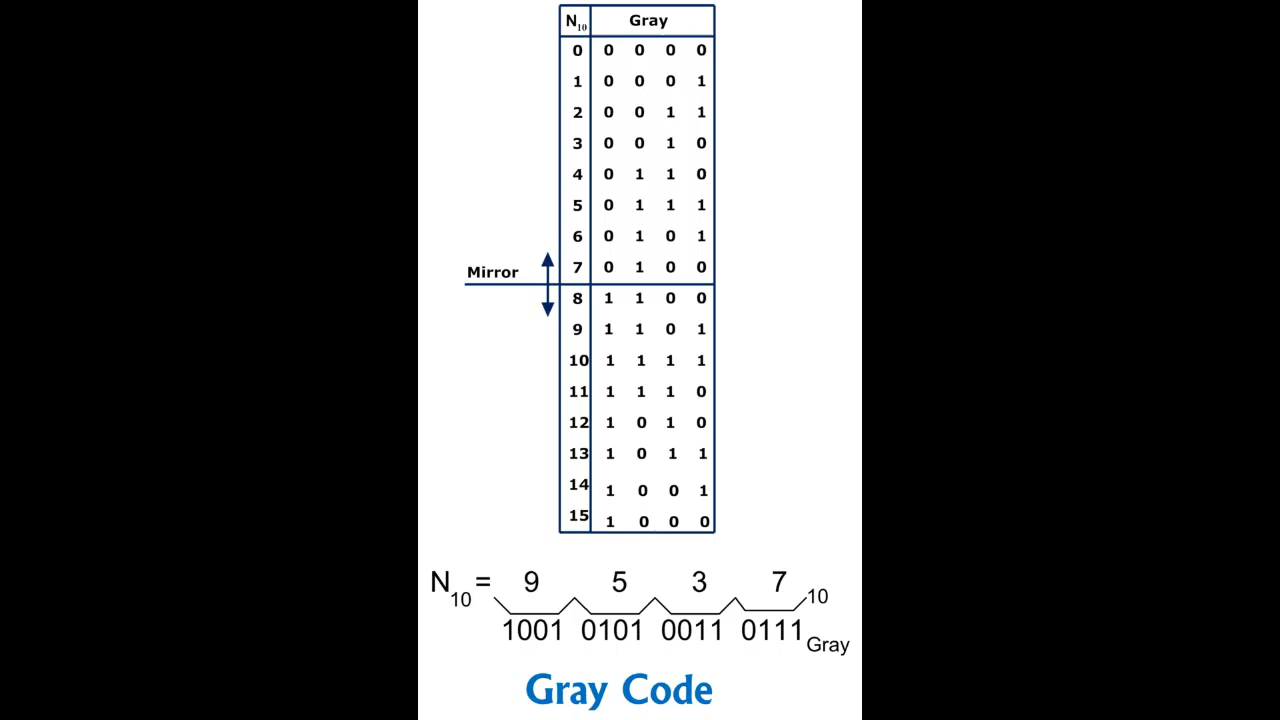 N10 Gray
0 0 0 0 0
1 0 0 0 1
2 0 0 1 1
3 0 0 1 0
4 0 1 1 0
5 0 1 1 1
6 0 1 0 1
Mirror 7 0 1 0 0
8 1 1 0 0
9 1 1 0 1
10 1 1 1 1
11 1 1 1 0
12 1 0 1 0
13 1 0 1 1
14 1 0 0 1
15 1 0 0 0
N10 = 9 5 3 7 10
1001 0101 0011 0111 Gray
Gray Code